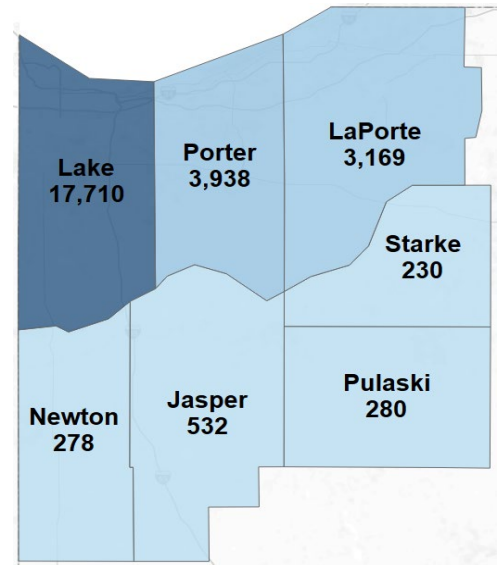 LaPorte
3,169
Porter
3,938
Lake
17,710
Starke
230
Pulaski
280
Jasper
532
Newton
278